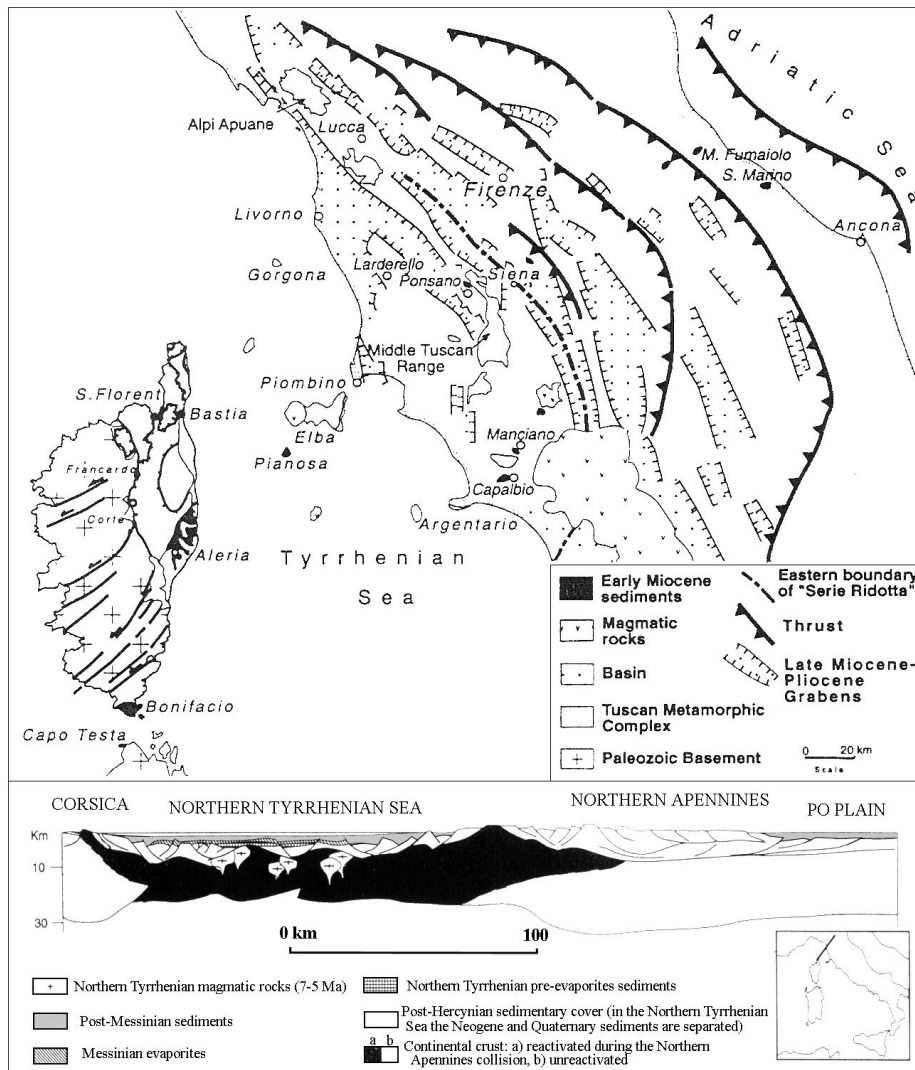 Adriatic Sea
Alpi Apuane
Lucca
M. Fumaiolo
S. Marino
Firenze
Ancona
Livorno
Larderello
Siena
Gorgona
Ponsano
Middle Tuscan
Range
S. Florent
Piombino
Bastia
Elba
Manciano
Francardo
Pianosa
Capalbio
Corte
Argentario
Aleria
Tyrrhenian
Sea
Bonifacio
Capo Testa
Early Miocene
sediments
Magmatic
rocks
Basin
Tuscan Metamorphic
Complex
Paleozoic Basement
Eastern boundary
of "Serie Ridotta"
Thrust
Late Miocene-
Pliocene
Grabens
0 20 km
Scale
CORSICA NORTHERN TYRRHENIAN SEA NORTHERN APENNINES PO PLAIN
Km
10
30
0 km 100
Northern Tyrrhenian magmatic rocks (7-5 Ma)
Post-Messinian sediments
Messinian evaporites
Northern Tyrrhenian pre-evaporites sediments
Post-Hercynian sedimentary cover (in the Northern Tyrrhenian
Sea the Neogene and Quaternary sediments are separated)
a b
Continental crust: a) reactivated during the Northern
Apennines collision, b) unreactivated